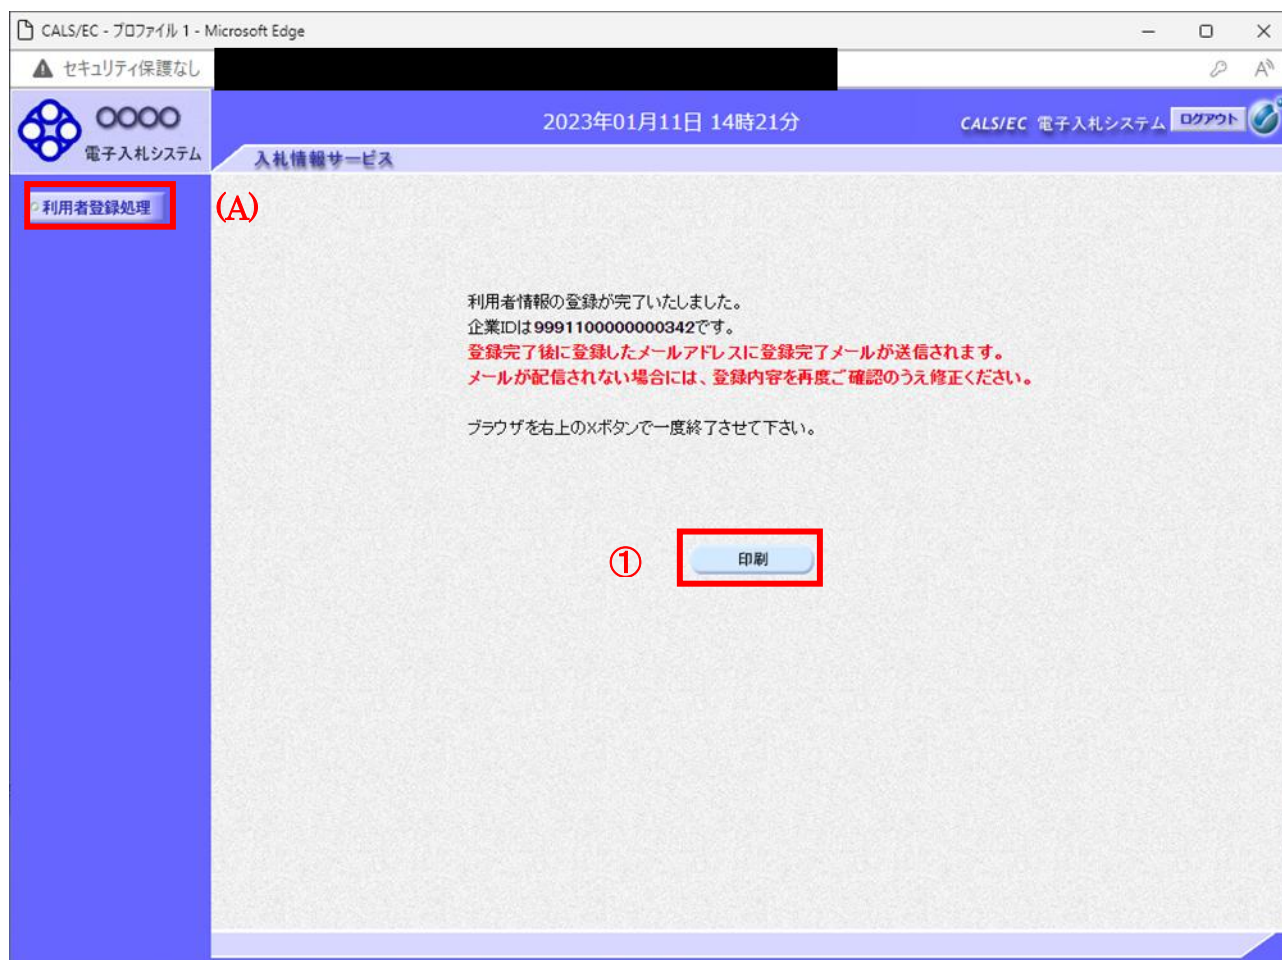 CALS/EC - プロファイル 1 - Microsoft Edge
セキュリティ保護なし
OOOO
電子入札システム
2023年01月11日 14時21分
CALS/EC 電子入札システム
ログアウト
入札情報サービス
利用者登録処理
(A)
利用者情報の登録が完了いたしました。
企業IDは9991100000000342です。
登録完了後に登録したメールアドレスに登録完了メールが送信されます。
メールが配信されない場合には、登録内容を再度ご確認のうえ修正ください。
ブラウザを右上の×ボタンで一度終了させて下さい。
①
印刷